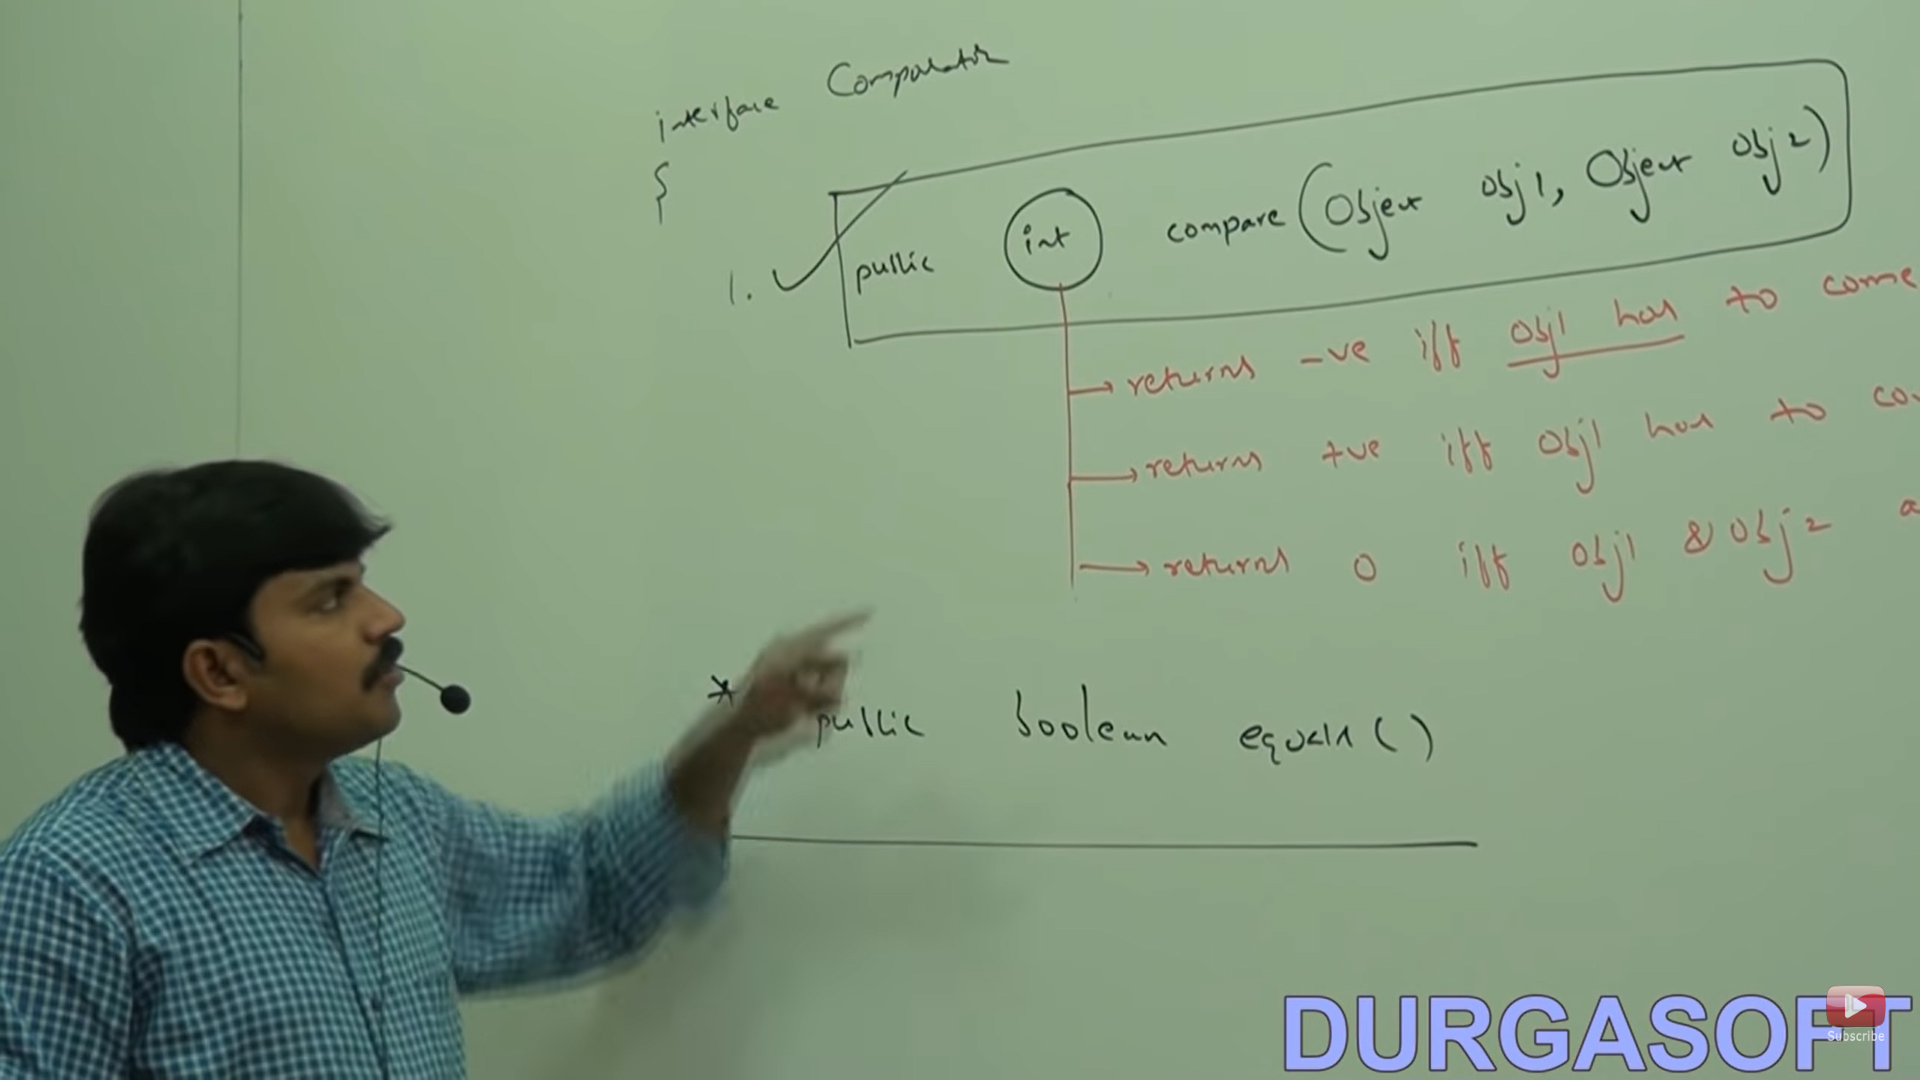 interface Comparator
{
1. public int compare(Object obj1, Object obj2)
returns -ve iff obj1 has to come
returns +ve iff obj1 has to
returns 0 iff obj1 & obj2
* public boolean equals()
DURGASOFT
Subscribe